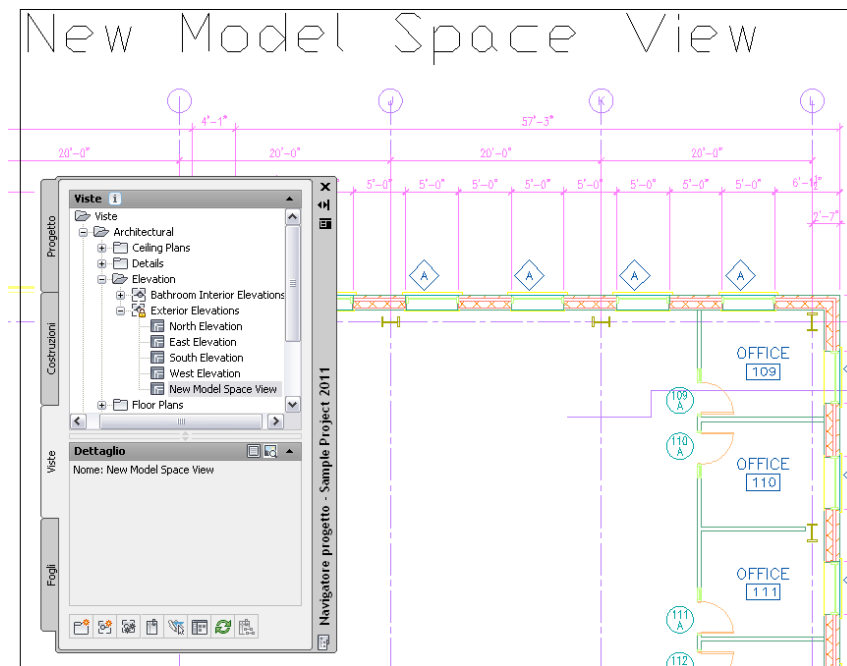 New Model Space View
J K L
4'-1" 57'-3"
20'-0" 20'-0" 20'-0" 20'-0"
5'-0" 5'-0" 5'-0" 5'-0" 5'-0" 5'-0" 5'-0" 5'-0" 6'-1½"
2'-7"
A A A A
Progetto
Costruzioni
Viste
Fogli
Viste
Viste
Architectural
Ceiling Plans
Details
Elevation
Bathroom Interior Elevations
Exterior Elevations
North Elevation
East Elevation
South Elevation
West Elevation
New Model Space View
Floor Plans
Dettaglio
Nome: New Model Space View
Navigatore progetto - Sample Project 2011
OFFICE
109
109
A
110
A
OFFICE
110
OFFICE
111
111
A
112